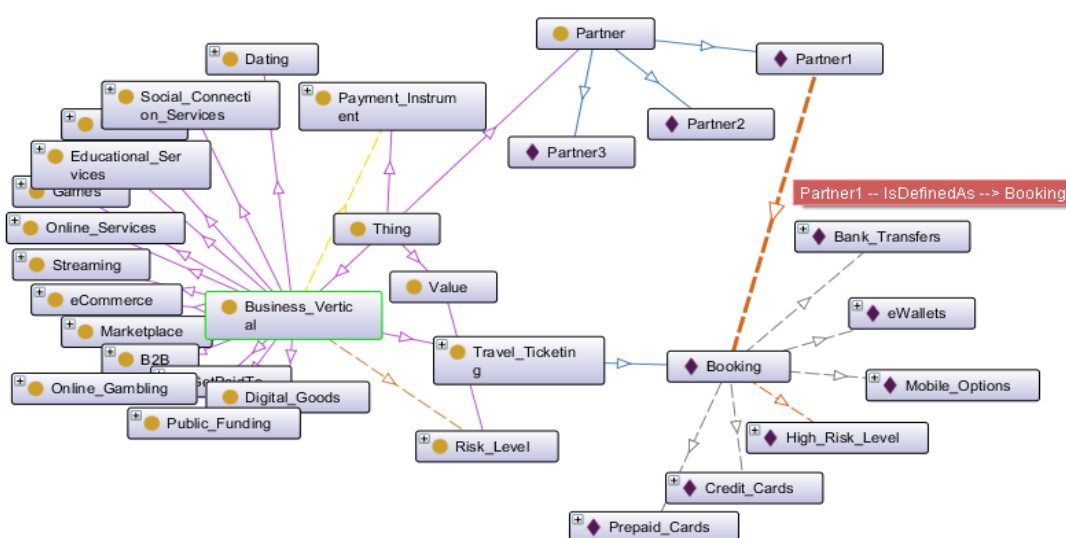 Partner
Dating
Partner1
Social_Connecti
on_Services
Payment_Instrum
ent
Partner2
Educational_Ser
vices
Partner3
Games
Partner1 -- IsDefinedAs --> Booking
Online_Services
Thing
Bank_Transfers
Streaming
Value
eCommerce
Business_Vertic
al
eWallets
Marketplace
B2B
Travel_Ticketin
g
Booking
Online_Gambling
Digital_Goods
Mobile_Options
Public_Funding
Risk_Level
High_Risk_Level
Credit_Cards
Prepaid_Cards